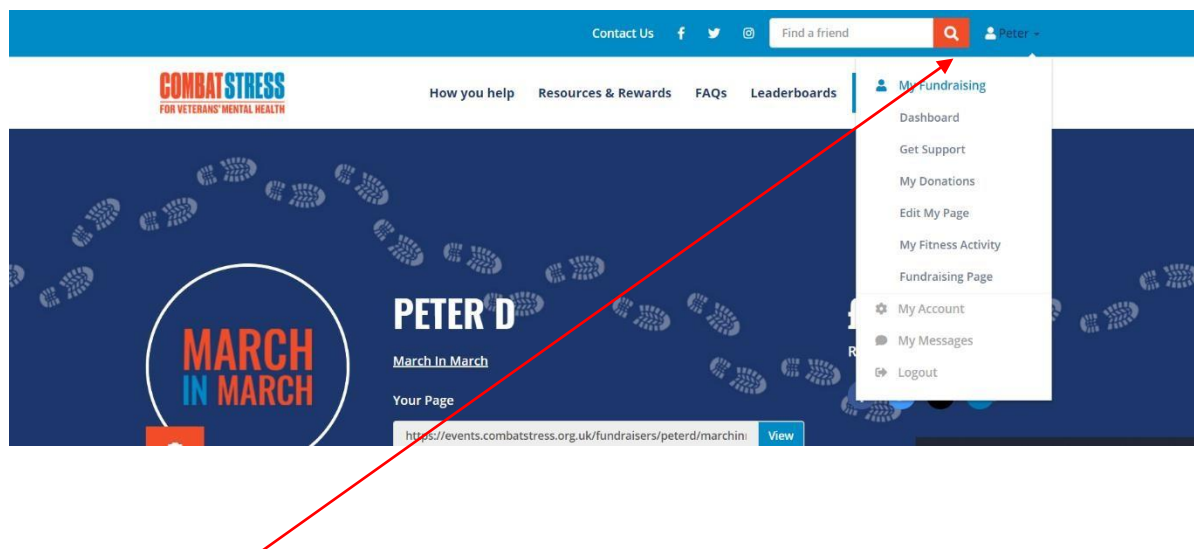 Contact Us Find a friend Peter
COMBAT STRESS
FOR VETERANS' MENTAL HEALTH
How you help Resources & Rewards FAQs Leaderboards
My Fundraising
Dashboard
Get Support
My Donations
Edit My Page
My Fitness Activity
Fundraising Page
My Account
My Messages
Logout
MARCH
IN MARCH
PETER D
March In March
Your Page
https://events.combatstress.org.uk/fundraisers/peterd/marchin View